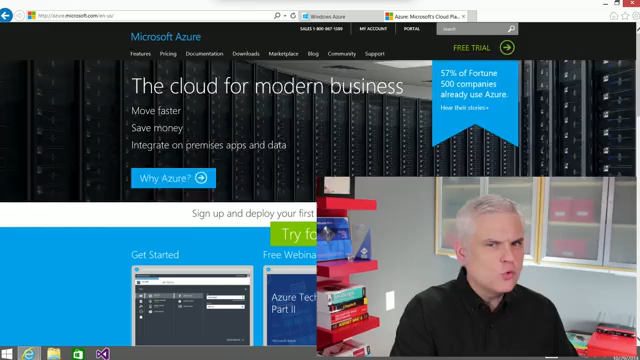 http://azure.microsoft.com/en-us/
Windows Azure
Azure: Microsoft's Cloud Pla...
SALES 1-800-867-1389
MY ACCOUNT
PORTAL
Search
Microsoft Azure
FREE TRIAL
Features
Pricing
Documentation
Downloads
Marketplace
Blog
Community
Support
The cloud for modern business
57% of Fortune
500 companies
already use Azure.
Hear their stories
Move faster
Save money
Integrate on premises apps and data
Why Azure?
Sign up and deploy your first
Try fo
Get Started
Free Webina
Azure Tech
Part II